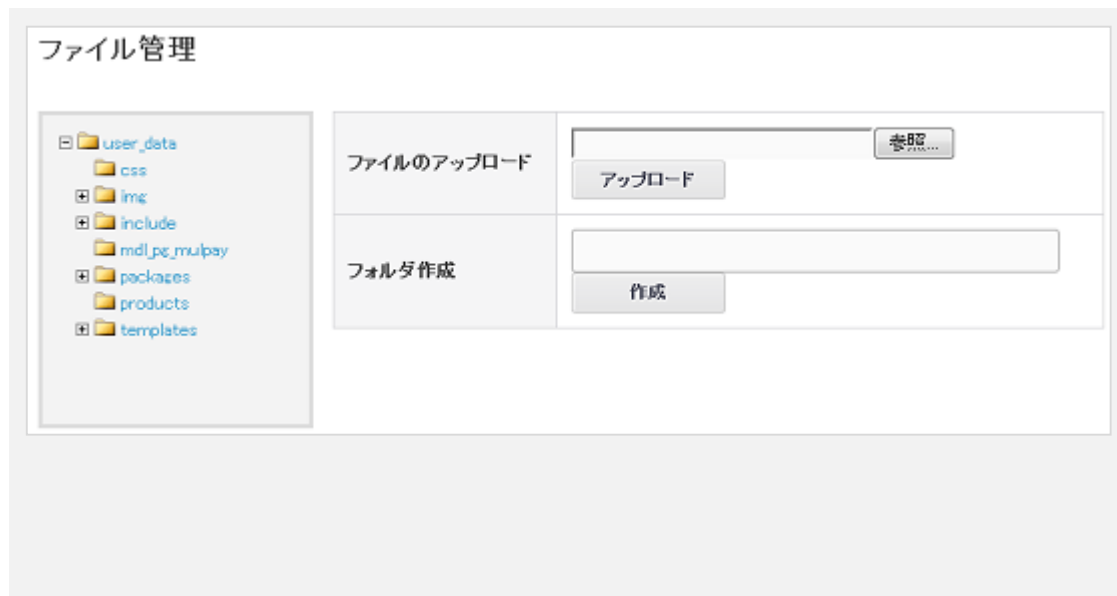 ファイル管理
user_data
css
img
include
mdl_pg_mulpay
packages
products
templates
ファイルのアップロード
参照...
アップロード
フォルダ作成
作成